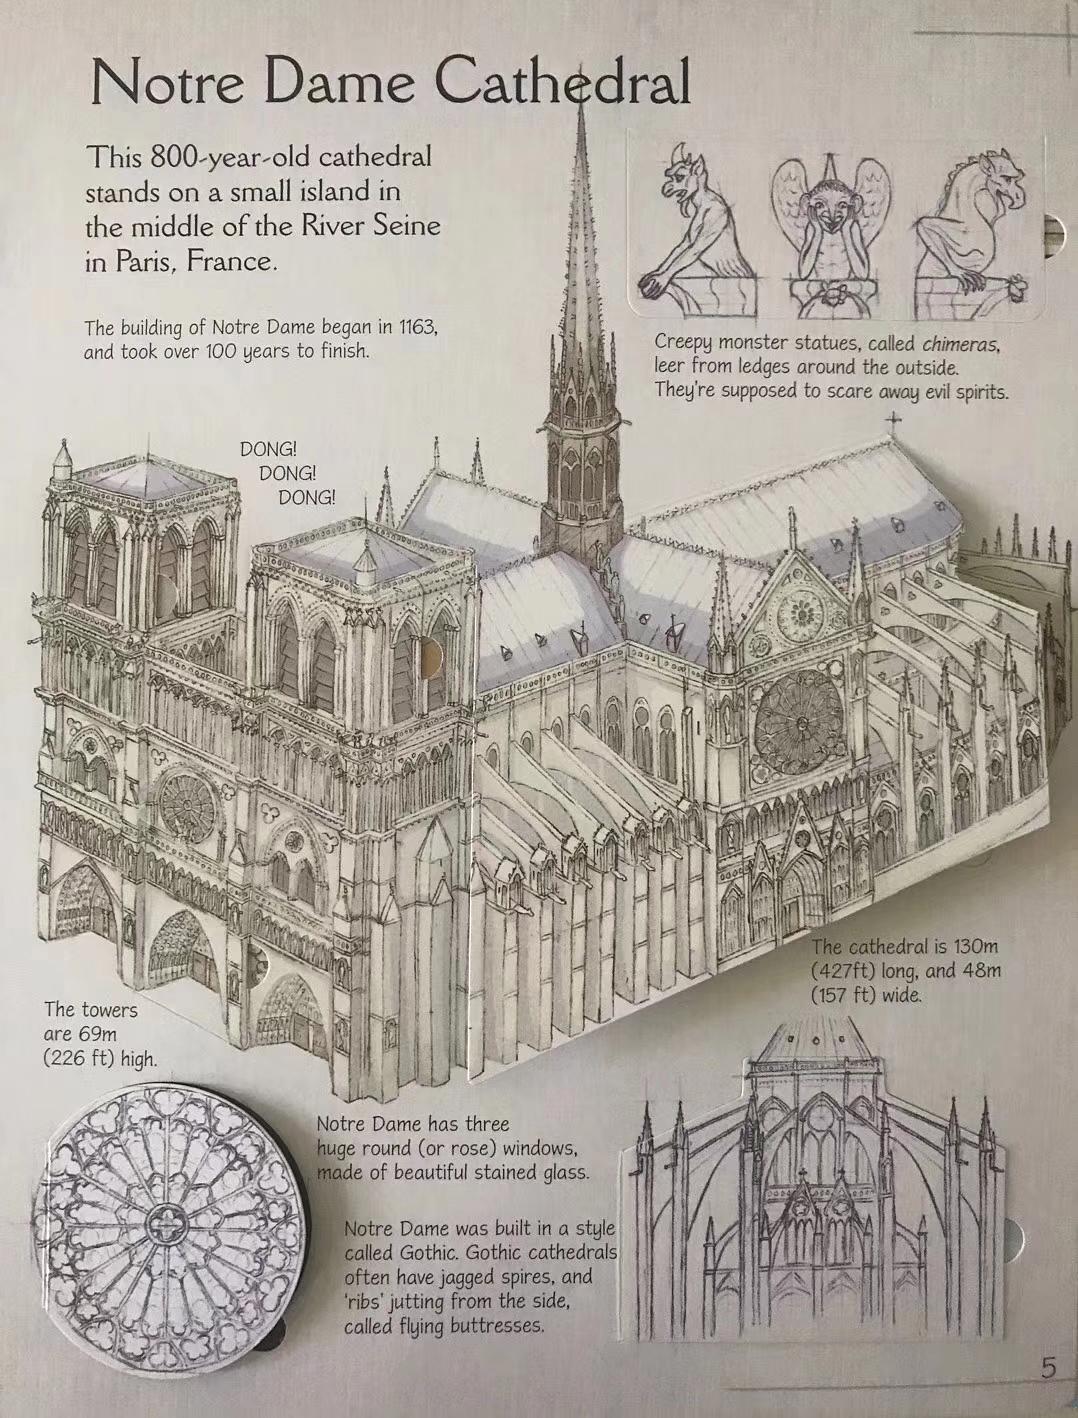 Notre Dame Cathedral
This 800-year-old cathedral
stands on a small island in
the middle of the River Seine
in Paris, France.
The building of Notre Dame began in 1163,
and took over 100 years to finish.
Creepy monster statues, called chimeras,
leer from ledges around the outside.
They're supposed to scare away evil spirits.
DONG!
DONG!
DONG!
The cathedral is 130m
(427ft) long, and 48m
(157 ft) wide.
The towers
are 69m
(226 ft) high.
Notre Dame has three
huge round (or rose) windows,
made of beautiful stained glass.
Notre Dame was built in a style
called Gothic. Gothic cathedrals
often have jagged spires, and
'ribs' jutting from the side,
called flying buttresses.
5